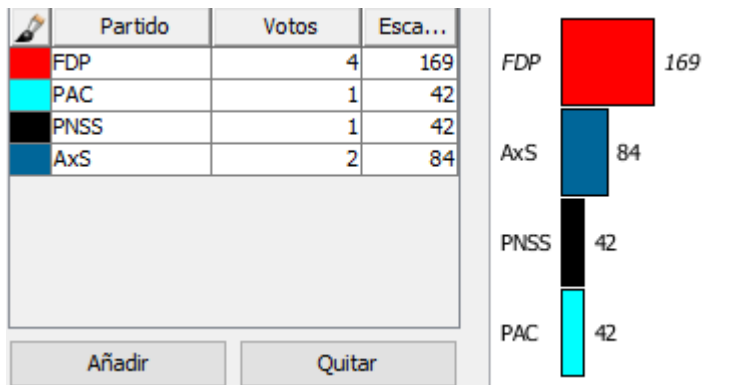 Partido Votos Esca...
FDP 4 169
PAC 1 42
PNSS 1 42
AxS 2 84
Añadir Quitar
FDP 169
AxS 84
PNSS 42
PAC 42